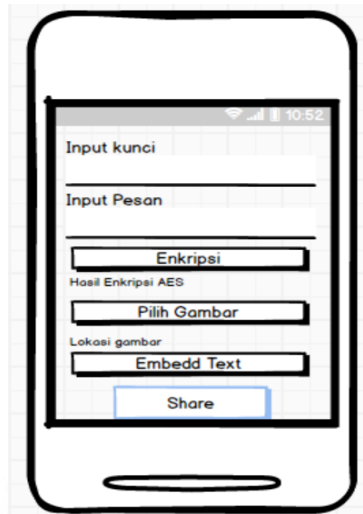 10:52
Input kunci
Input Pesan
Enkripsi
Hasil Enkripsi AES
Pilih Gambar
Lokasi gambar
Embedd Text
Share